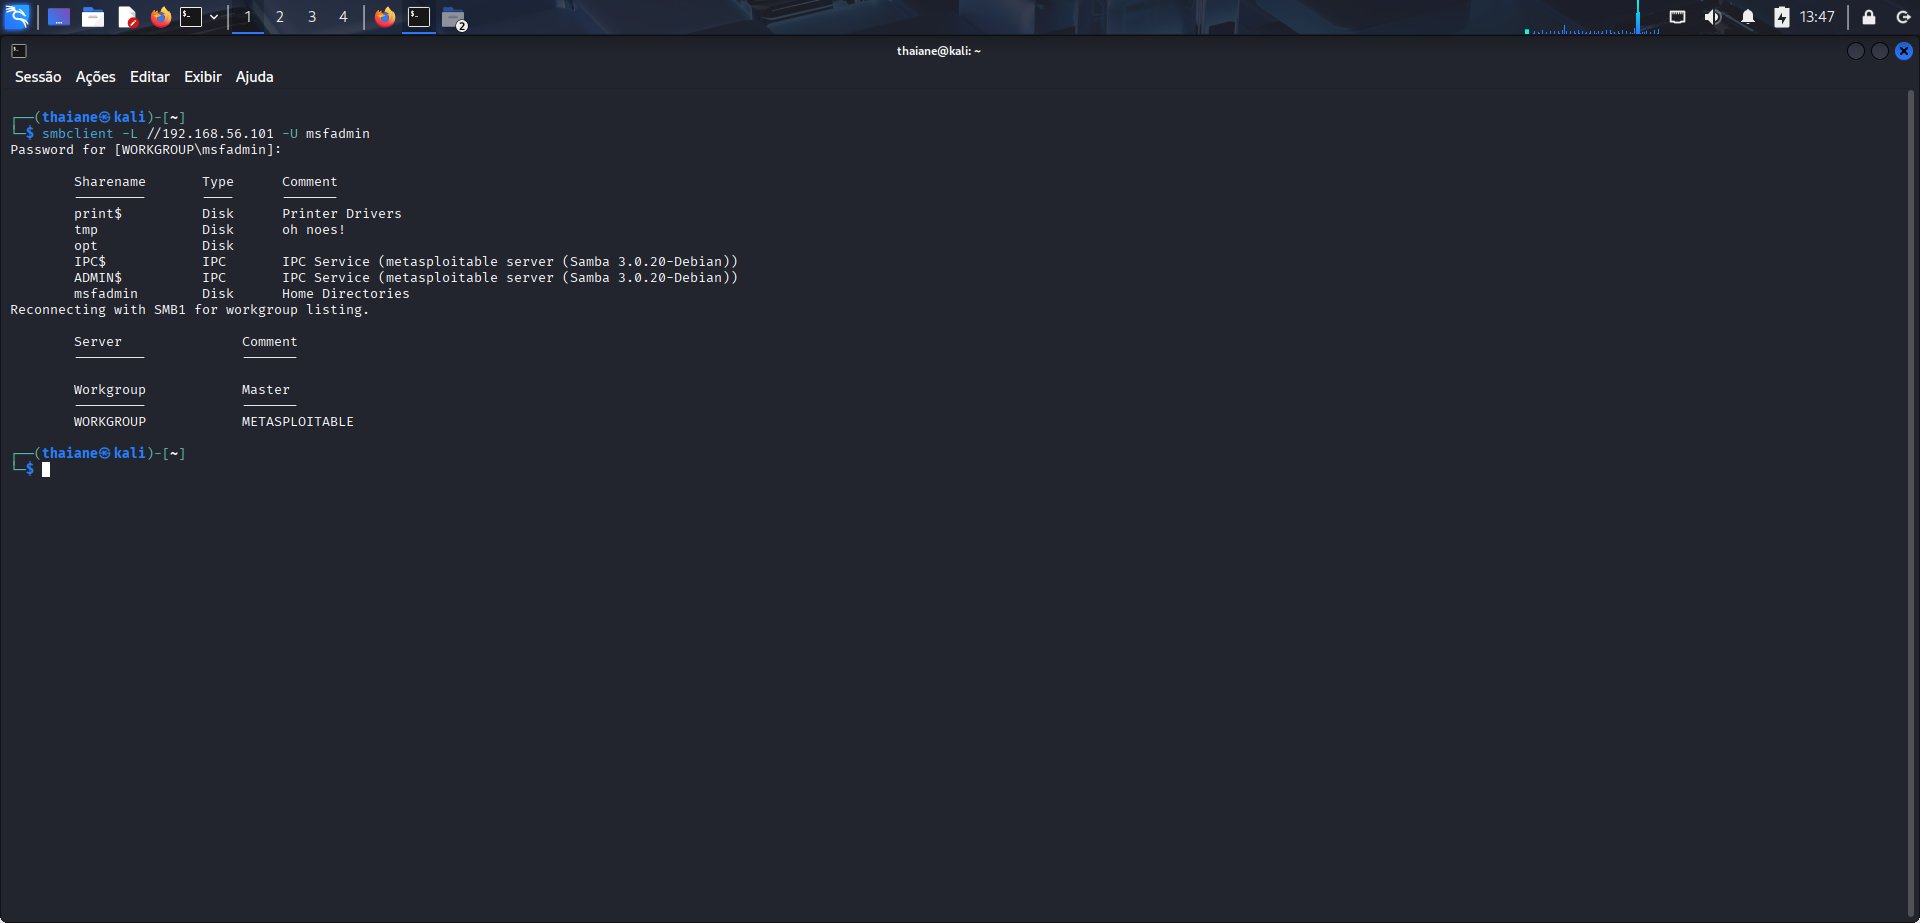 1 2 3 4 2 13:47
thaiane@kali: ~
Sessão Ações Editar Exibir Ajuda
┌──(thaiane㉿kali)-[~]
└─$ smbclient -L //192.168.56.101 -U msfadmin
Password for [WORKGROUP\msfadmin]:
Sharename Type Comment
--------- ---- -------
print$ Disk Printer Drivers
tmp Disk oh noes!
opt Disk
IPC$ IPC IPC Service (metasploitable server (Samba 3.0.20-Debian))
ADMIN$ IPC IPC Service (metasploitable server (Samba 3.0.20-Debian))
msfadmin Disk Home Directories
Reconnecting with SMB1 for workgroup listing.
Server Comment
--------- -------
Workgroup Master
--------- -------
WORKGROUP METASPLOITABLE
┌──(thaiane㉿kali)-[~]
└─$